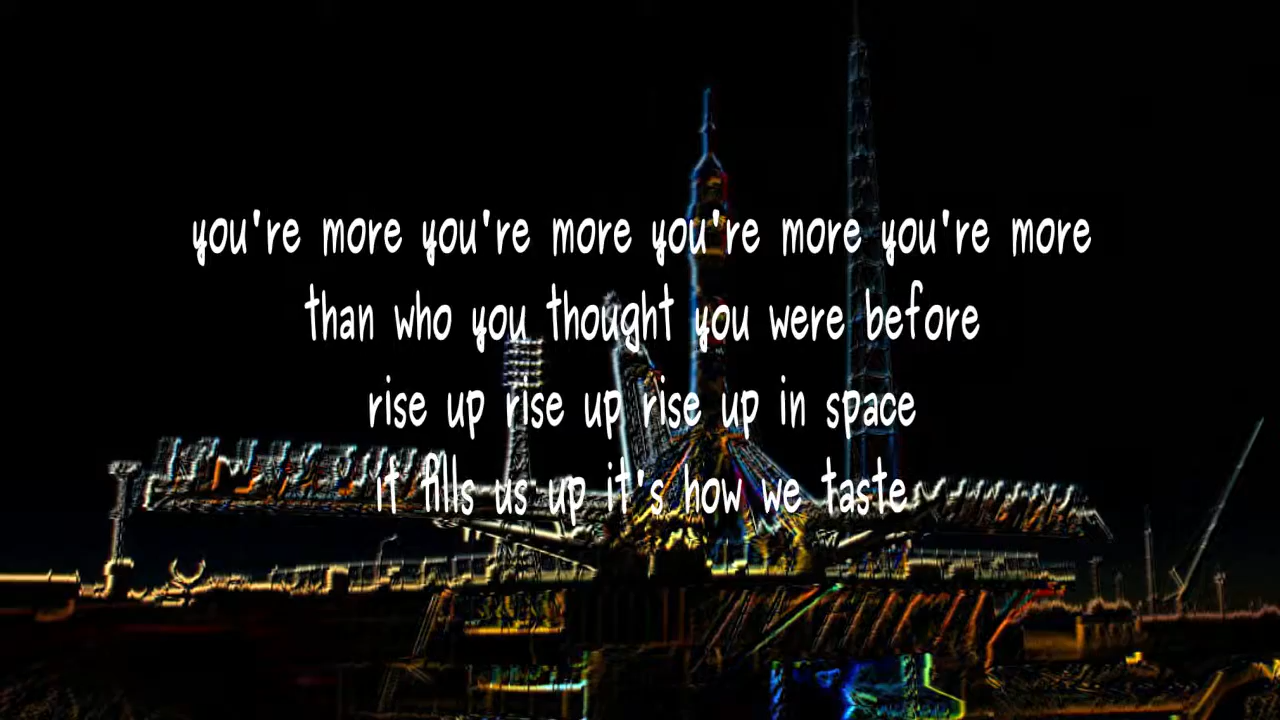 you're more you're more you're more you're more
than who you thought you were before
rise up rise up rise up in space
it fills us up it's how we taste